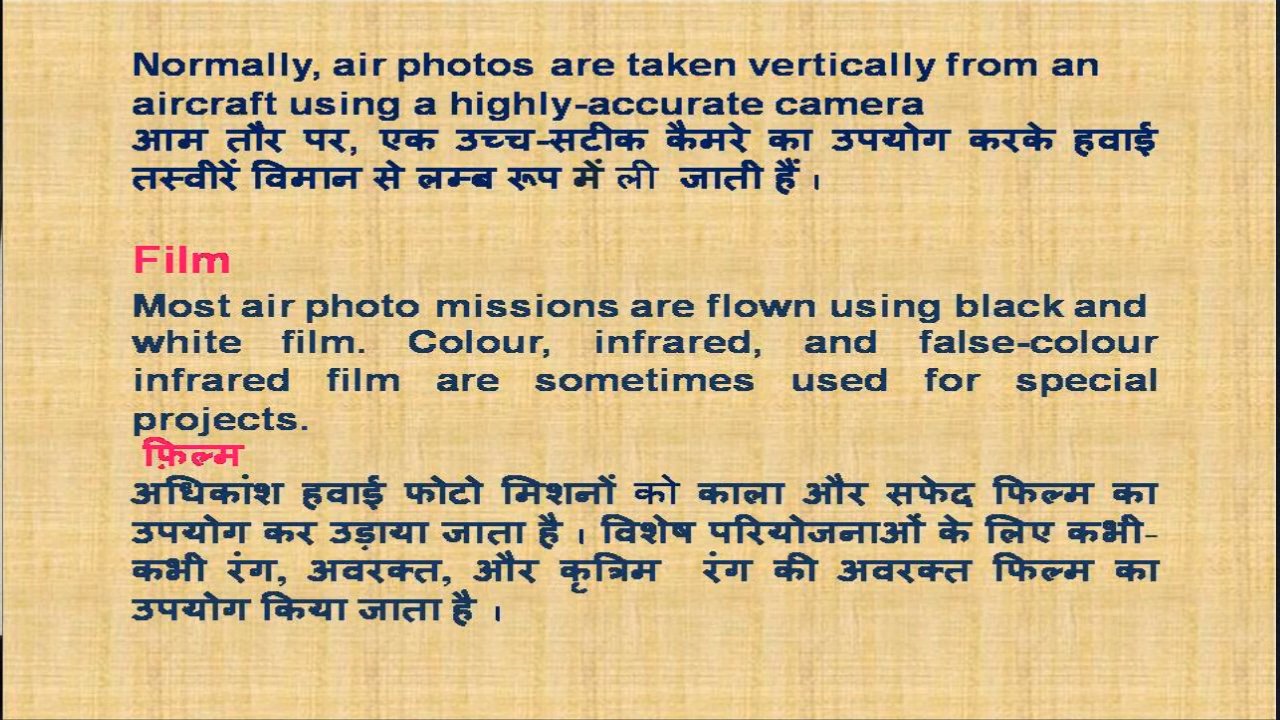 Normally, air photos are taken vertically from an
aircraft using a highly-accurate camera
आम तौर पर, एक उच्च-सटीक कैमरे का उपयोग करके हवाई
तस्वीरें विमान से लम्ब रूप में ली जाती हैं ।
Film
Most air photo missions are flown using black and
white film. Colour, infrared, and false-colour
infrared film are sometimes used for special
projects.
फ़िल्म
अधिकांश हवाई फोटो मिशनों को काला और सफेद फिल्म का
उपयोग कर उड़ाया जाता है । विशेष परियोजनाओं के लिए कभी-
कभी रंग, अवरक्त, और कृत्रिम रंग की अवरक्त फिल्म का
उपयोग किया जाता है ।